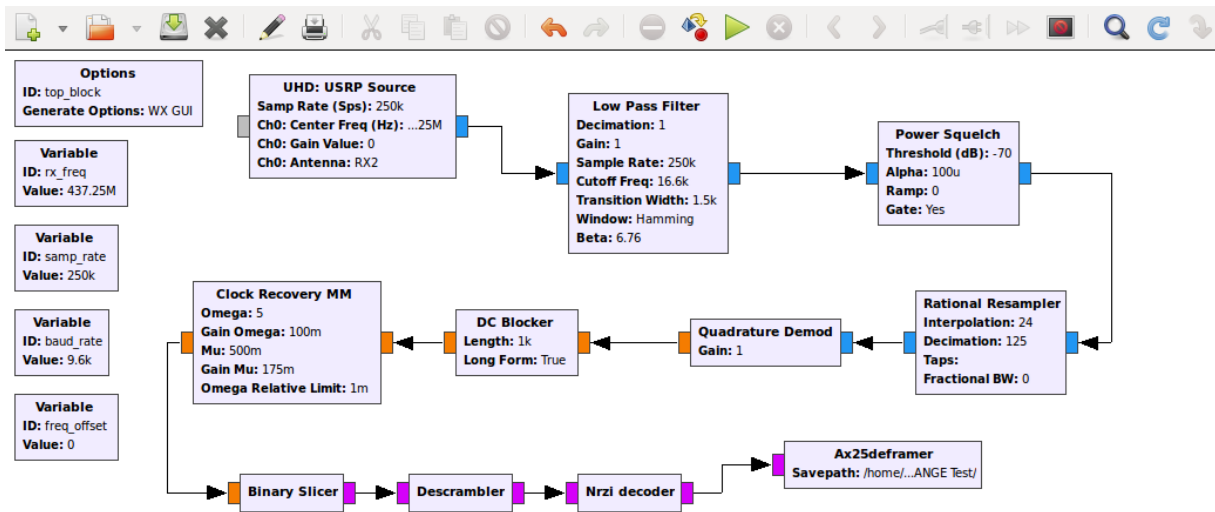 Options
ID: top_block
Generate Options: WX GUI
Variable
ID: rx_freq
Value: 437.25M
Variable
ID: samp_rate
Value: 250k
Variable
ID: baud_rate
Value: 9.6k
Variable
ID: freq_offset
Value: 0
UHD: USRP Source
Samp Rate (Sps): 250k
Ch0: Center Freq (Hz): ...25M
Ch0: Gain Value: 0
Ch0: Antenna: RX2
Low Pass Filter
Decimation: 1
Gain: 1
Sample Rate: 250k
Cutoff Freq: 16.6k
Transition Width: 1.5k
Window: Hamming
Beta: 6.76
Power Squelch
Threshold (dB): -70
Alpha: 100u
Ramp: 0
Gate: Yes
Rational Resampler
Interpolation: 24
Decimation: 125
Taps:
Fractional BW: 0
Quadrature Demod
Gain: 1
DC Blocker
Length: 1k
Long Form: True
Clock Recovery MM
Omega: 5
Gain Omega: 100m
Mu: 500m
Gain Mu: 175m
Omega Relative Limit: 1m
Binary Slicer
Descrambler
Nrzi decoder
Ax25deframer
Savepath: /home/...ANGE Test/